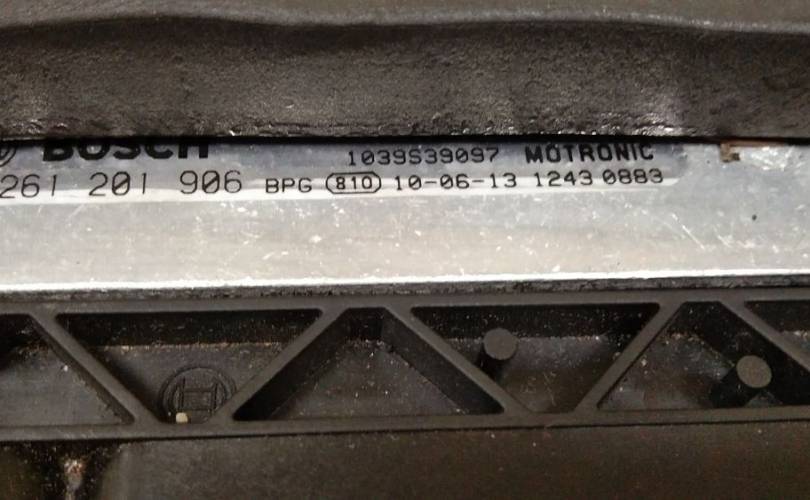 BOSCH 1039S39097 MOTRONIC
261 201 906 BPG 810 10-06-13 1243 0883